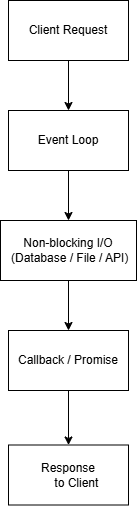 Client Request
Event Loop
Non-blocking I/O
(Database / File / API)
Callback / Promise
Response
to Client